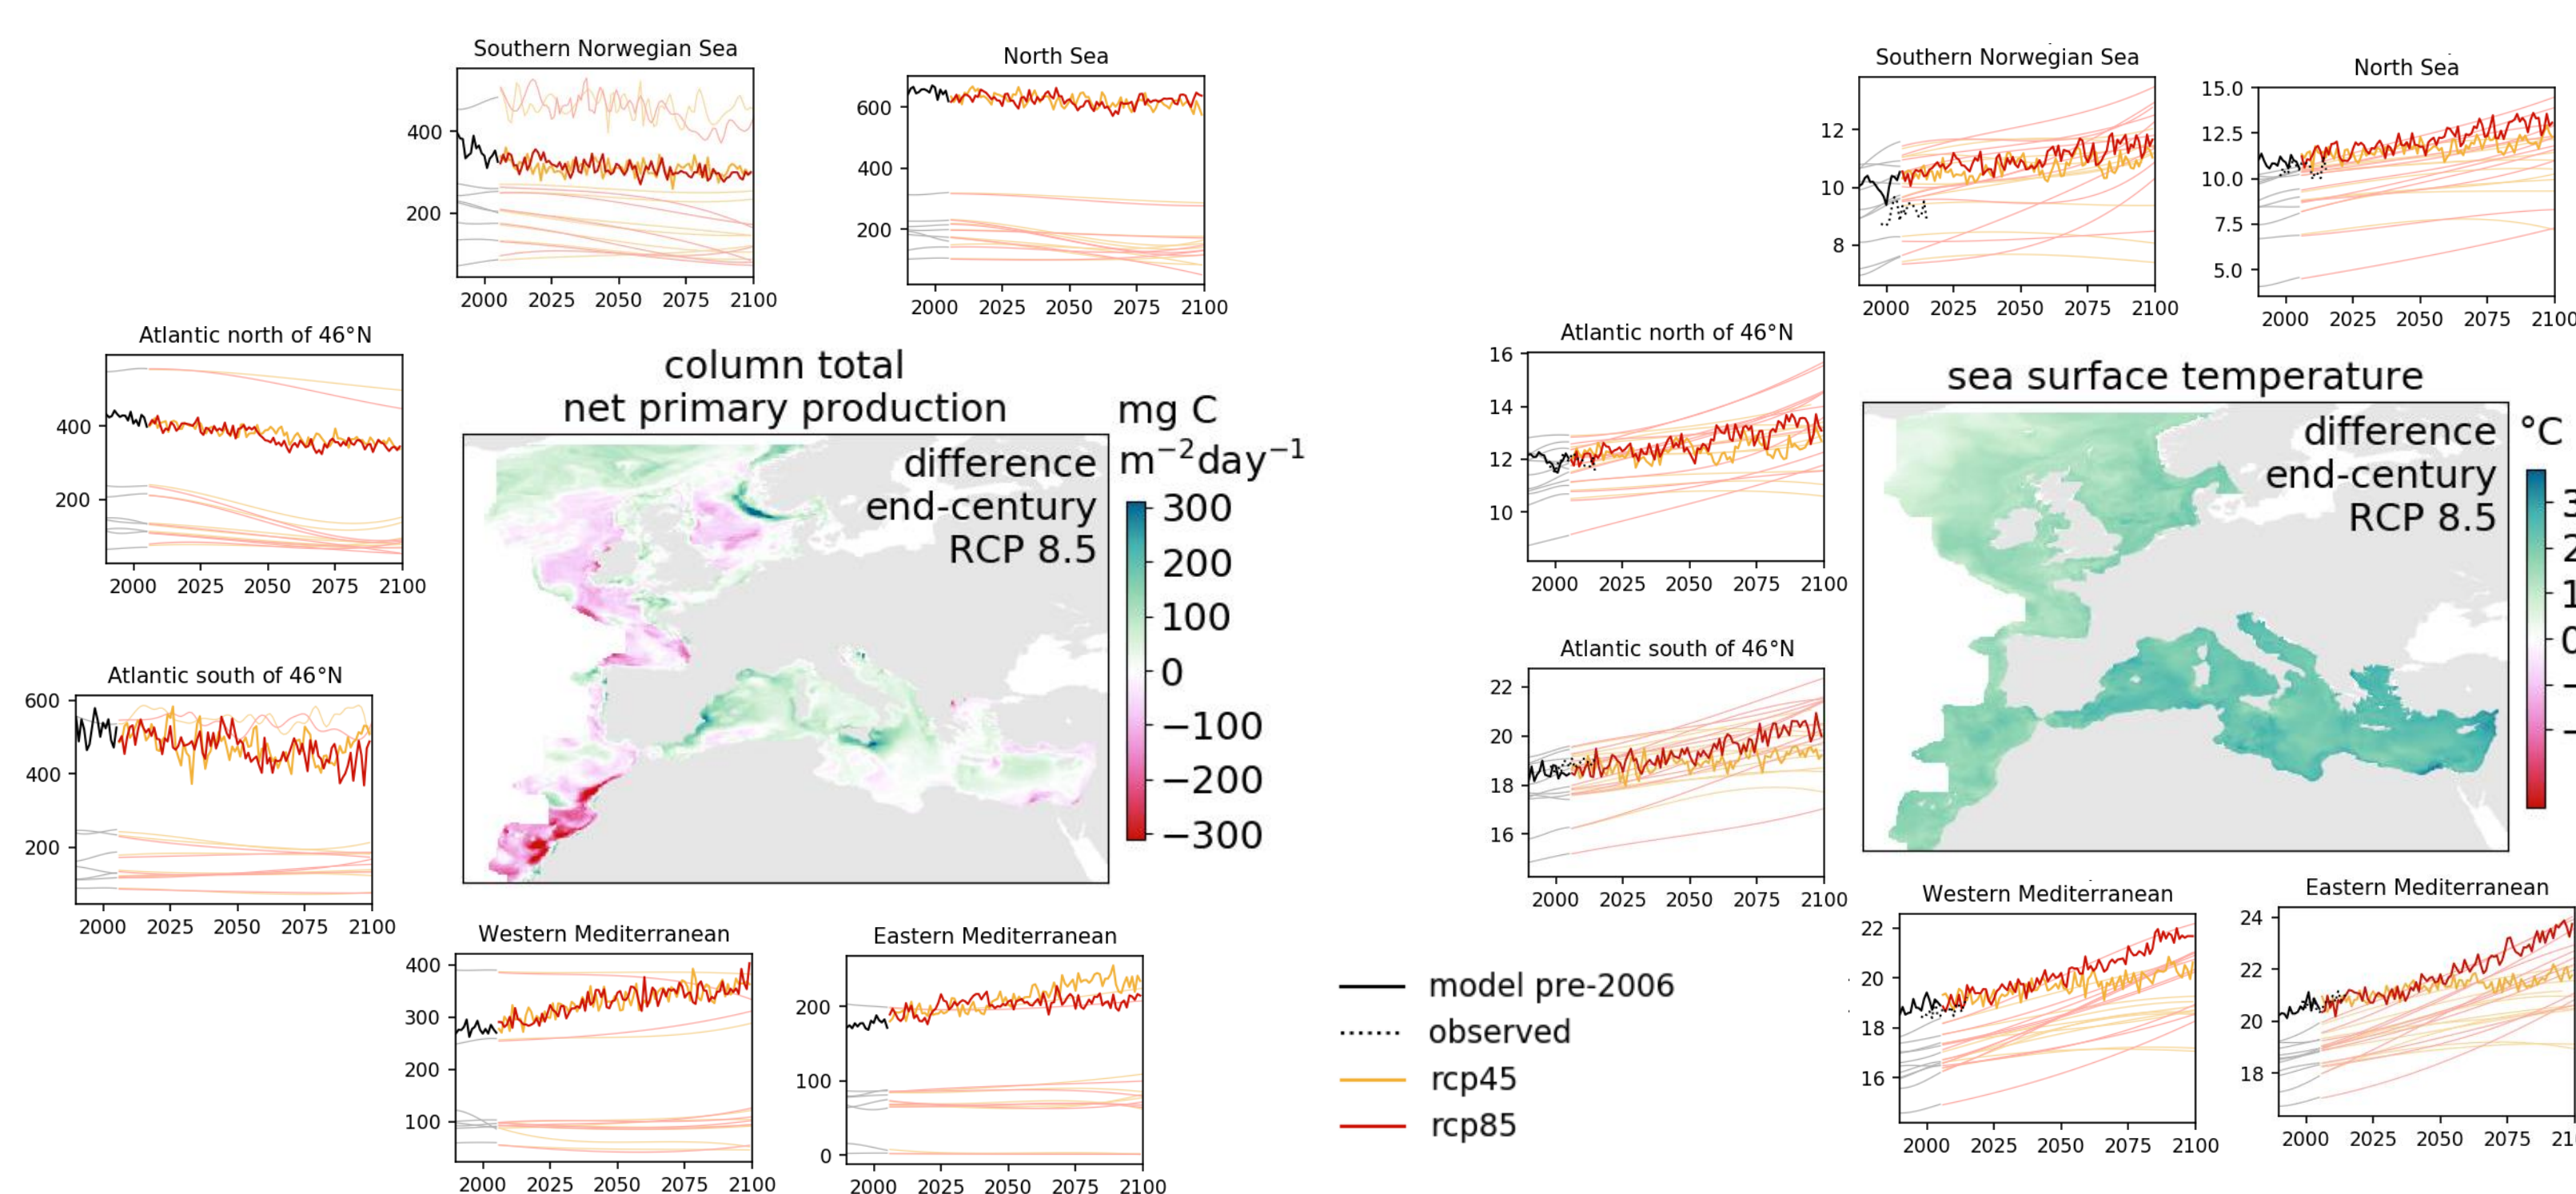 Southern Norwegian Sea
400
200
2000 2025 2050 2075 2100
North Sea
600
400
200
2000 2025 2050 2075 2100
Atlantic north of 46°N
400
200
2000 2025 2050 2075 2100
Atlantic south of 46°N
600
400
200
2000 2025 2050 2075 2100
column total
net primary production
difference
end-century
RCP 8.5
mg C
m⁻²day⁻¹
300
200
100
0
−100
−200
−300
Western Mediterranean
400
300
200
100
2000 2025 2050 2075 2100
Eastern Mediterranean
200
100
0
2000 2025 2050 2075 2100
model pre-2006
observed
rcp45
rcp85
Southern Norwegian Sea
12
10
8
2000 2025 2050 2075 2100
North Sea
15.0
12.5
10.0
7.5
5.0
2000 2025 2050 2075 2100
Atlantic north of 46°N
16
14
12
10
2000 2025 2050 2075 2100
Atlantic south of 46°N
22
20
18
16
2000 2025 2050 2075 2100
sea surface temperature
difference
end-century
RCP 8.5
°C
3
2
1
0
Western Mediterranean
22
20
18
16
2000 2025 2050 2075 2100
Eastern Mediterranean
24
22
20
18
2000 2025 2050 2075 21